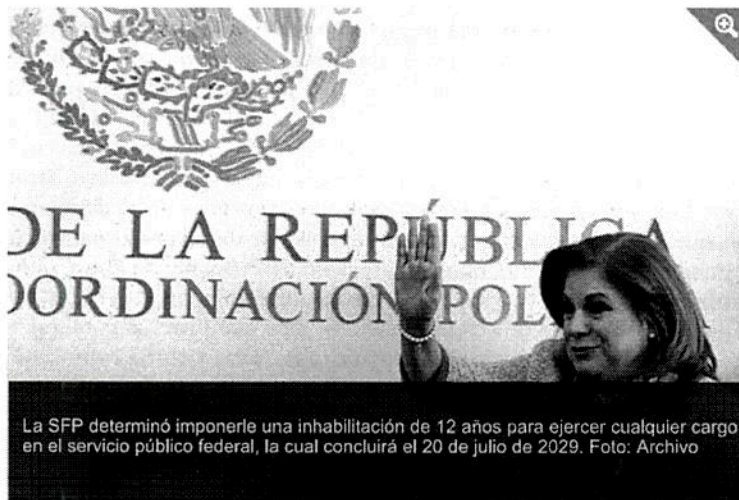 DE LA REPÚBLICA
COORDINACIÓN POL
La SFP determinó imponerle una inhabilitación de 12 años para ejercer cualquier cargo
en el servicio público federal, la cual concluirá el 20 de julio de 2029. Foto: Archivo